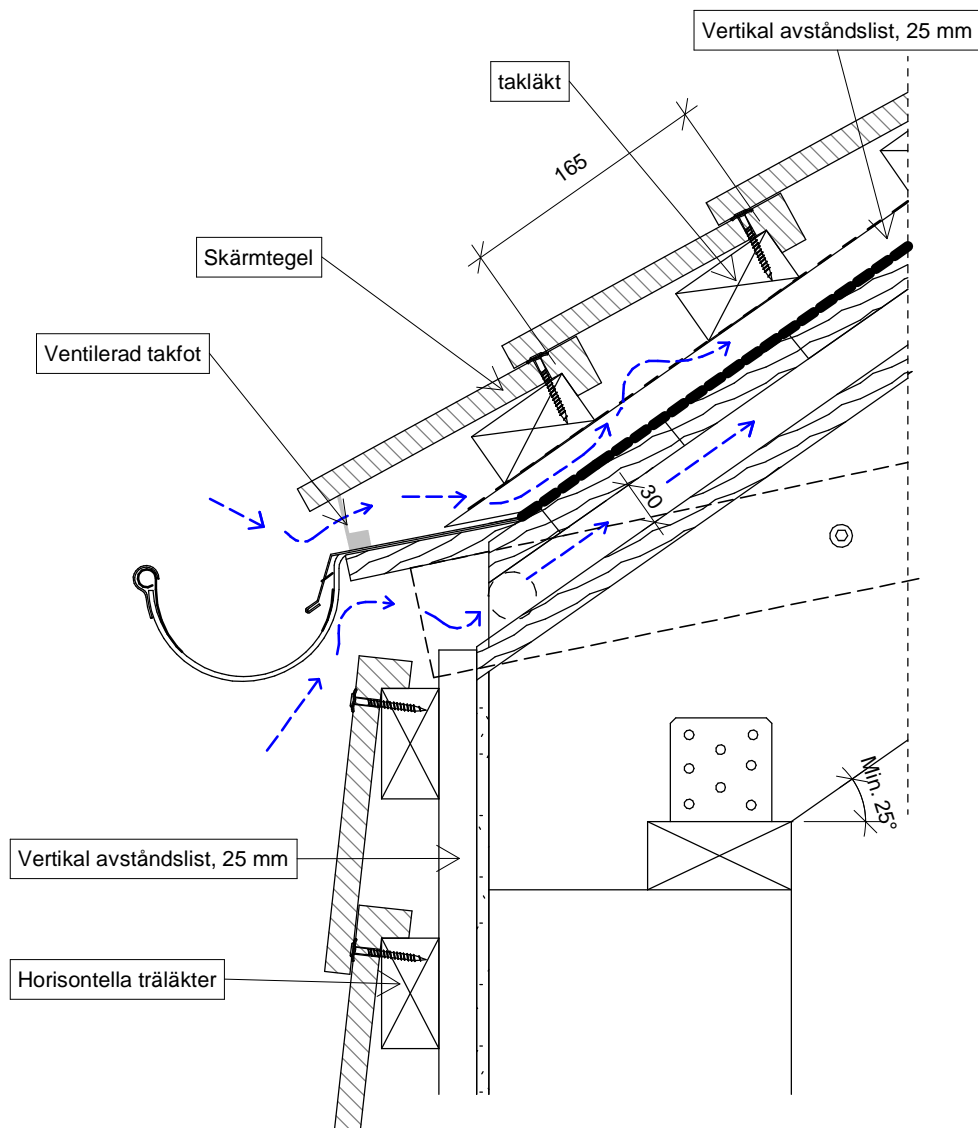 Vertikal avståndslist, 25 mm
takläkt
165
Skärmtegel
Ventilerad takfot
30
Min. 25°
Vertikal avståndslist, 25 mm
Horisontella träläkter